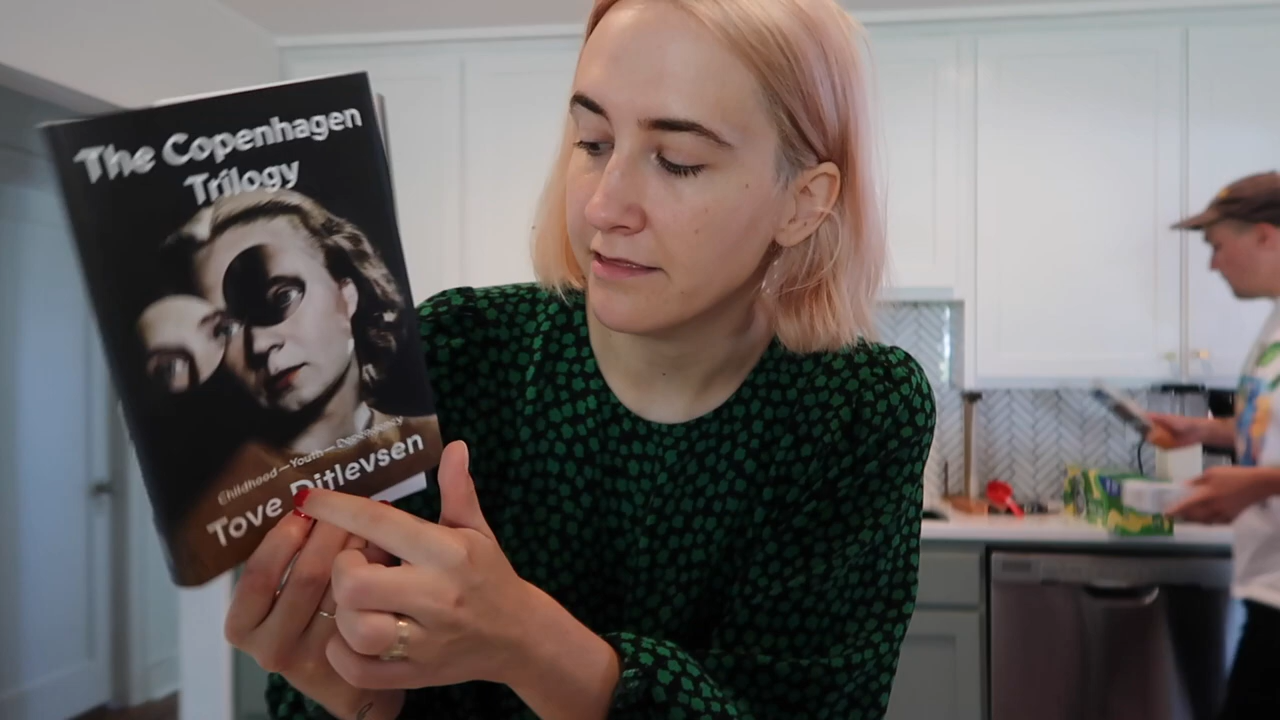 The Copenhagen
Trilogy
Childhood—Youth—Dependency
Tove Ditlevsen